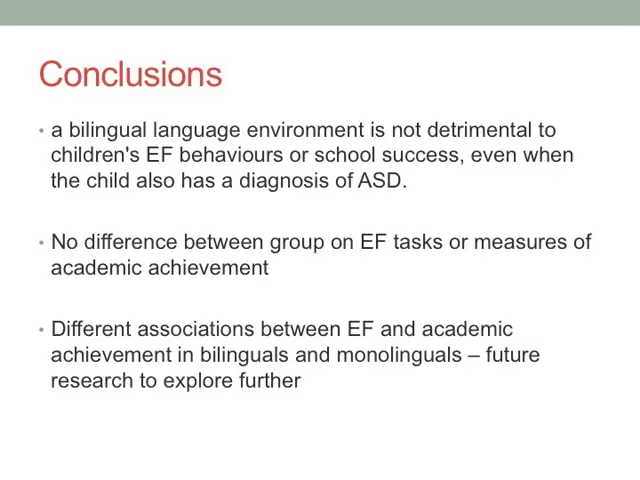 Conclusions
• a bilingual language environment is not detrimental to
children's EF behaviours or school success, even when
the child also has a diagnosis of ASD.
• No difference between group on EF tasks or measures of
academic achievement
• Different associations between EF and academic
achievement in bilinguals and monolinguals – future
research to explore further